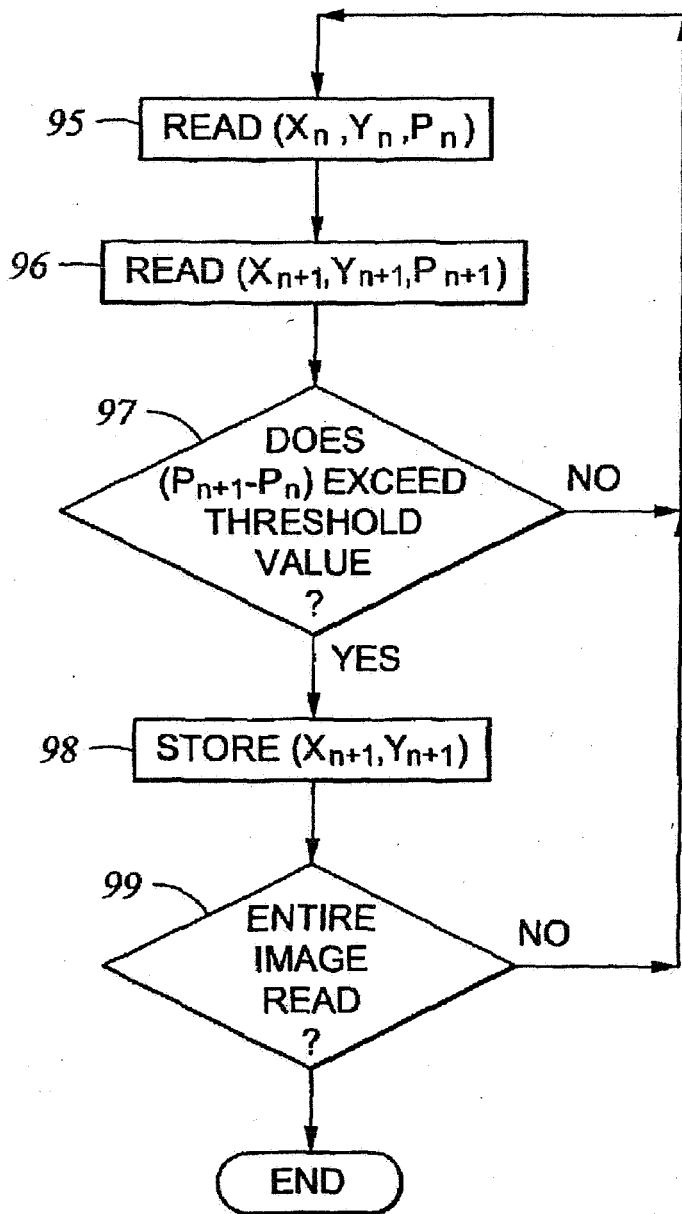 95
READ (Xn,Yn,Pn)
96
READ (Xn+1,Yn+1,Pn+1)
97
DOES
(Pn+1-Pn) EXCEED
THRESHOLD
VALUE
?
NO
YES
98
STORE (Xn+1,Yn+1)
99
ENTIRE
IMAGE
READ
?
NO
END